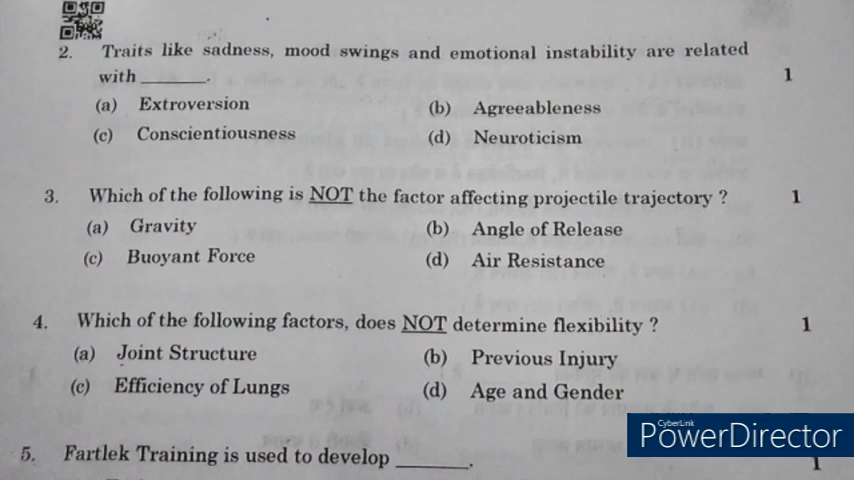 2. Traits like sadness, mood swings and emotional instability are related
with ______. 1
(a) Extroversion (b) Agreeableness
(c) Conscientiousness (d) Neuroticism
3. Which of the following is NOT the factor affecting projectile trajectory ? 1
(a) Gravity (b) Angle of Release
(c) Buoyant Force (d) Air Resistance
4. Which of the following factors, does NOT determine flexibility ? 1
(a) Joint Structure (b) Previous Injury
(c) Efficiency of Lungs (d) Age and Gender
CyberLink
PowerDirector
5. Fartlek Training is used to develop ______. 1